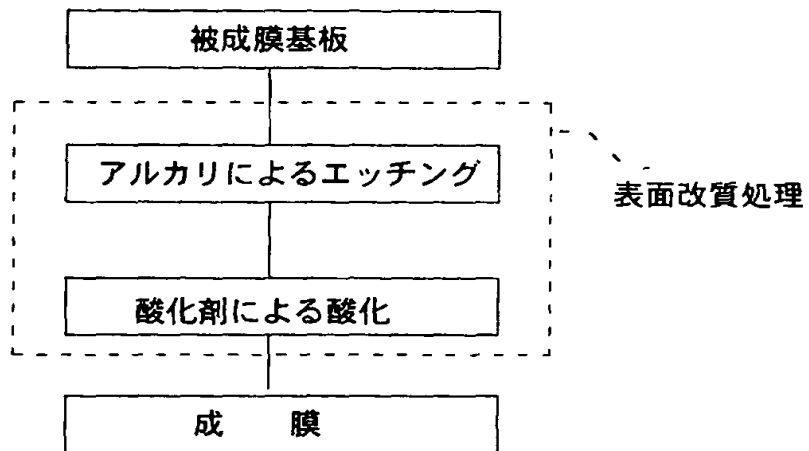 被成膜基板
アルカリによるエッチング
表面改質処理
酸化剤による酸化
成　膜